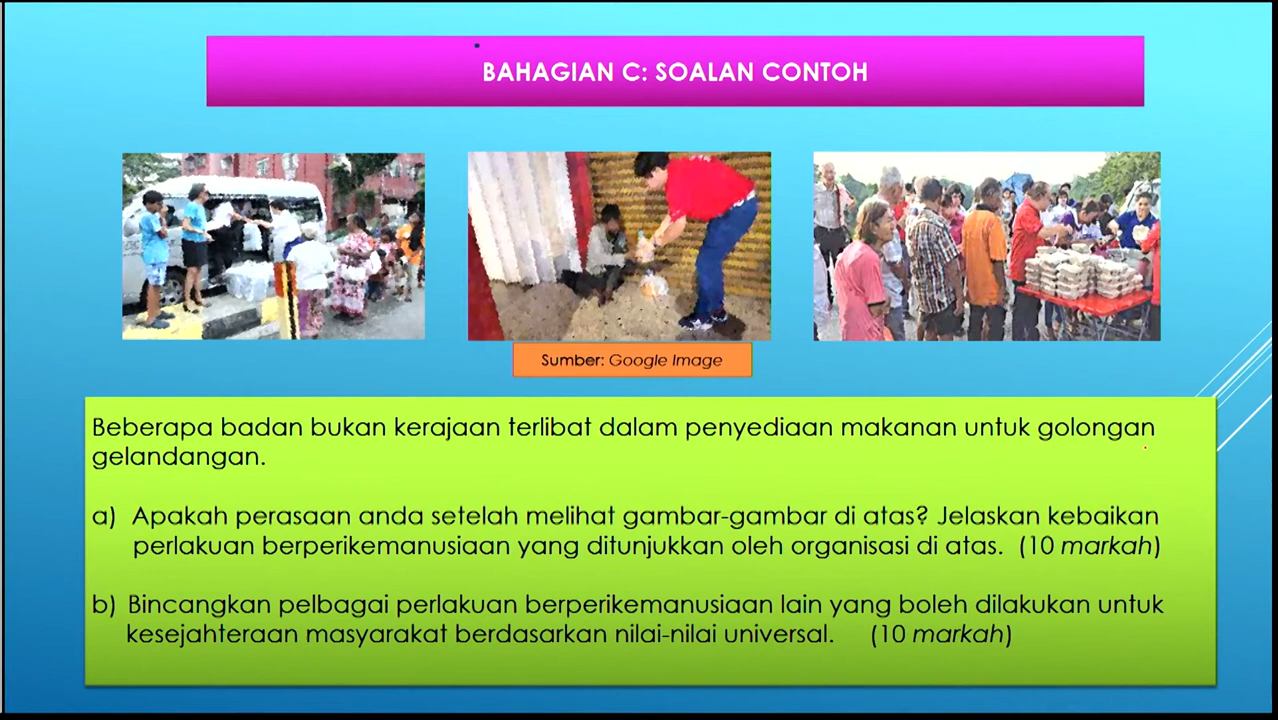 BAHAGIAN C: SOALAN CONTOH
Sumber: Google Image
Beberapa badan bukan kerajaan terlibat dalam penyediaan makanan untuk golongan
gelandangan.
a) Apakah perasaan anda setelah melihat gambar-gambar di atas? Jelaskan kebaikan
perlakuan berperikemanusiaan yang ditunjukkan oleh organisasi di atas. (10 markah)
b) Bincangkan pelbagai perlakuan berperikemanusiaan lain yang boleh dilakukan untuk
kesejahteraan masyarakat berdasarkan nilai-nilai universal. (10 markah)